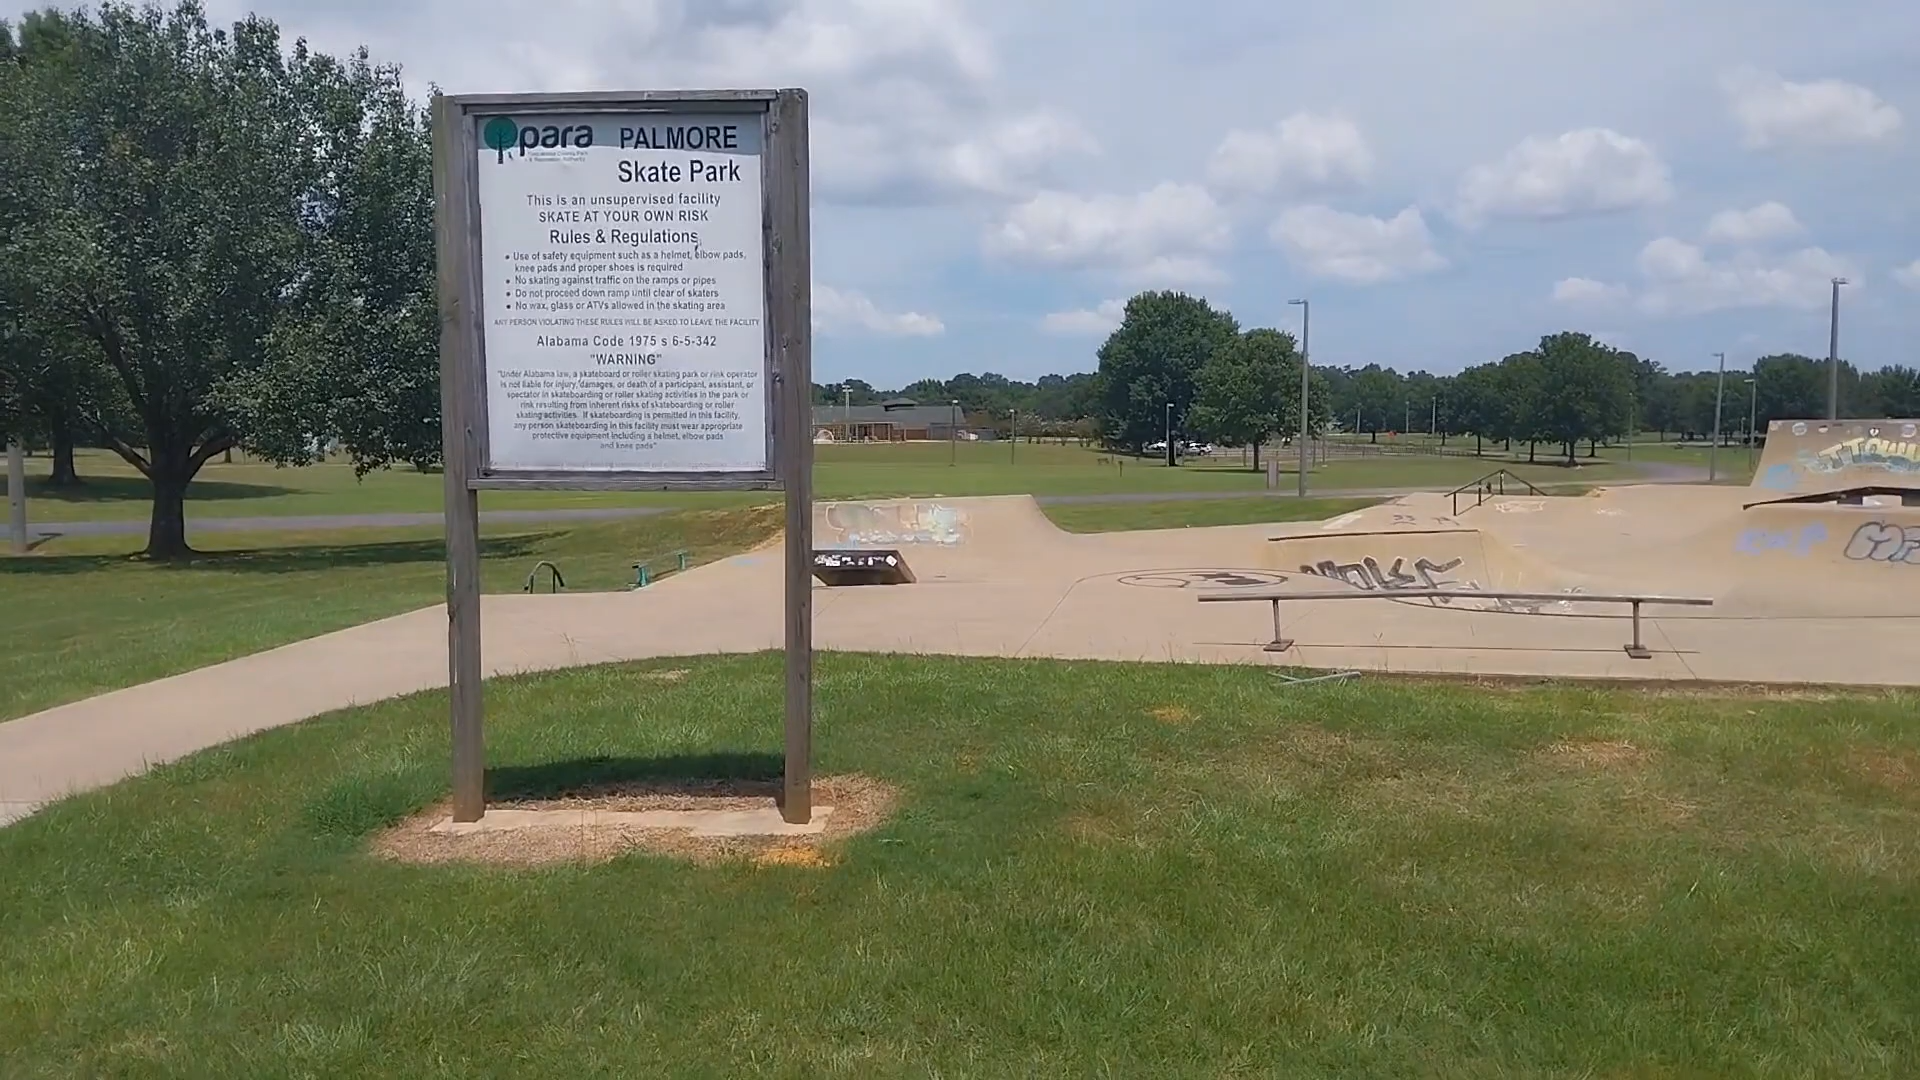 para
Tuscaloosa County Park
& Recreation Authority
PALMORE
Skate Park
This is an unsupervised facility
SKATE AT YOUR OWN RISK
Rules & Regulations
• Use of safety equipment such as a helmet, elbow pads,
knee pads and proper shoes is required
• No skating against traffic on the ramps or pipes
• Do not proceed down ramp until clear of skaters
• No wax, glass or ATVs allowed in the skating area
ANY PERSON VIOLATING THESE RULES WILL BE ASKED TO LEAVE THE FACILITY
Alabama Code 1975 s 6-5-342
"WARNING"
"Under Alabama law, a skateboard or roller skating park or rink operator
is not liable for injury, damages, or death of a participant, assistant, or
spectator in skateboarding or roller skating activities in the park or
rink resulting from inherent risks of skateboarding or roller
skating activities. If skateboarding is permitted in this facility,
any person skateboarding in this facility must wear appropriate
protective equipment including a helmet, elbow pads
and knee pads"